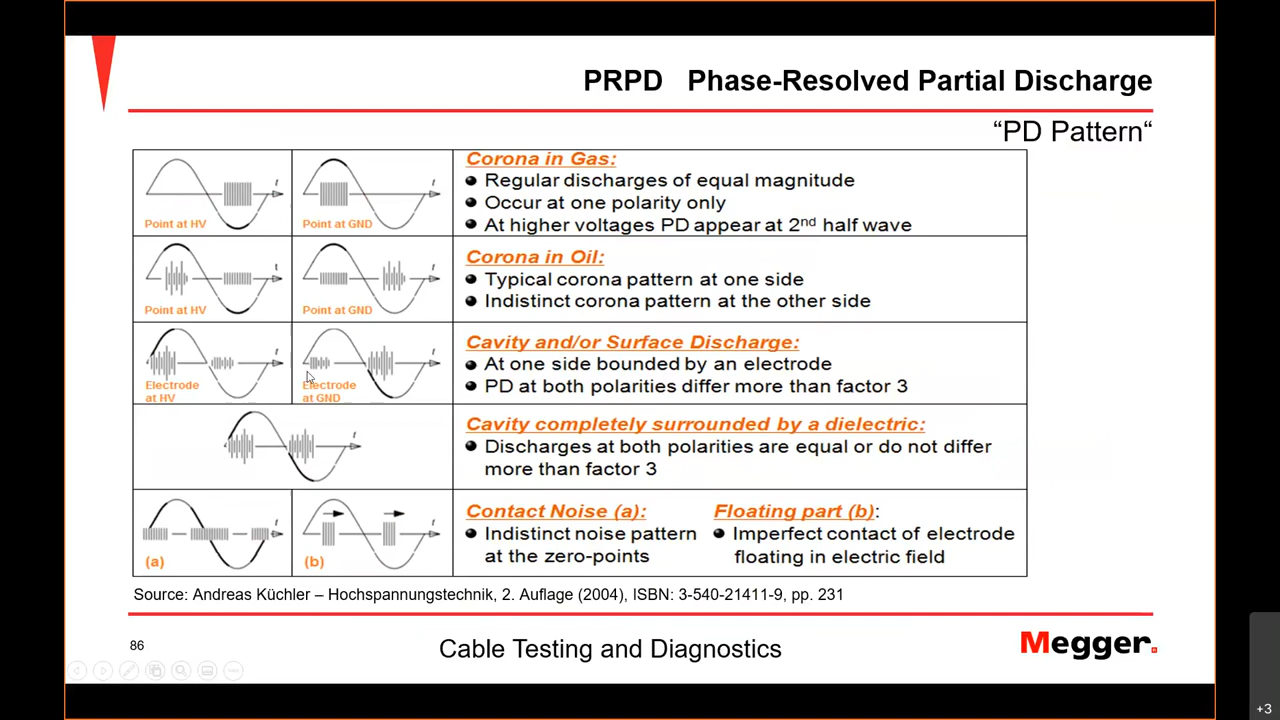 PRPD Phase-Resolved Partial Discharge
“PD Pattern“
t
Point at HV
t
Point at GND
Corona in Gas:
Regular discharges of equal magnitude
Occur at one polarity only
At higher voltages PD appear at 2nd half wave
t
Point at HV
t
Point at GND
Corona in Oil:
Typical corona pattern at one side
Indistinct corona pattern at the other side
t
Electrode
at HV
t
Electrode
at GND
Cavity and/or Surface Discharge:
At one side bounded by an electrode
PD at both polarities differ more than factor 3
t
Cavity completely surrounded by a dielectric:
Discharges at both polarities are equal or do not differ
more than factor 3
t
(a)
t
(b)
Contact Noise (a):
Indistinct noise pattern
at the zero-points
Floating part (b):
Imperfect contact of electrode
floating in electric field
Source: Andreas Küchler – Hochspannungstechnik, 2. Auflage (2004), ISBN: 3-540-21411-9, pp. 231
86
Cable Testing and Diagnostics
Megger.
+3